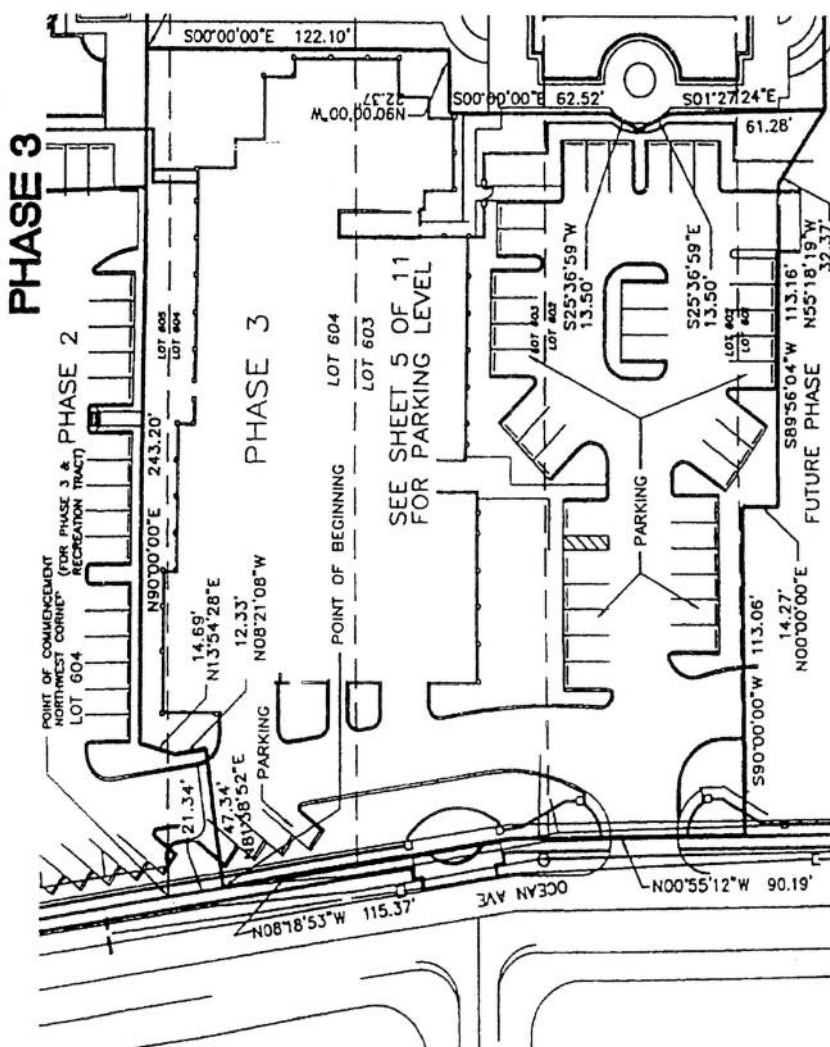 S00°00'00"E 122.10'
N90°00'00"W
22.37'
S00°00'00"E 62.52'
S01°27'24"E
61.28'
PHASE 3
PHASE 2
LOT 605
LOT 604
PHASE 3
LOT 604
LOT 603
SEE SHEET 5 OF 11
FOR PARKING LEVEL
LOT 603
LOT 602
S25°36'59"W
13.50'
S25°36'59"E
13.50'
LOT 602
LOT 601
S89°56'04"W 113.16'
N55°18'19"W
32.37'
FUTURE PHASE
PARKING
N90°00'00"E 243.20'
POINT OF COMMENCEMENT
NORTHWEST CORNER
LOT 604
(FOR PHASE 3 &
RECREATION TRACT)
14.69'
N13°54'28"E
12.33'
N08°21'08"W
POINT OF BEGINNING
PARKING
21.34'
47.34'
N81°38'52"E
S90°00'00"W 113.06'
14.27'
N00°00'00"E
N08°18'53"W 115.37'
OCEAN AVE
N00°55'12"W 90.19'